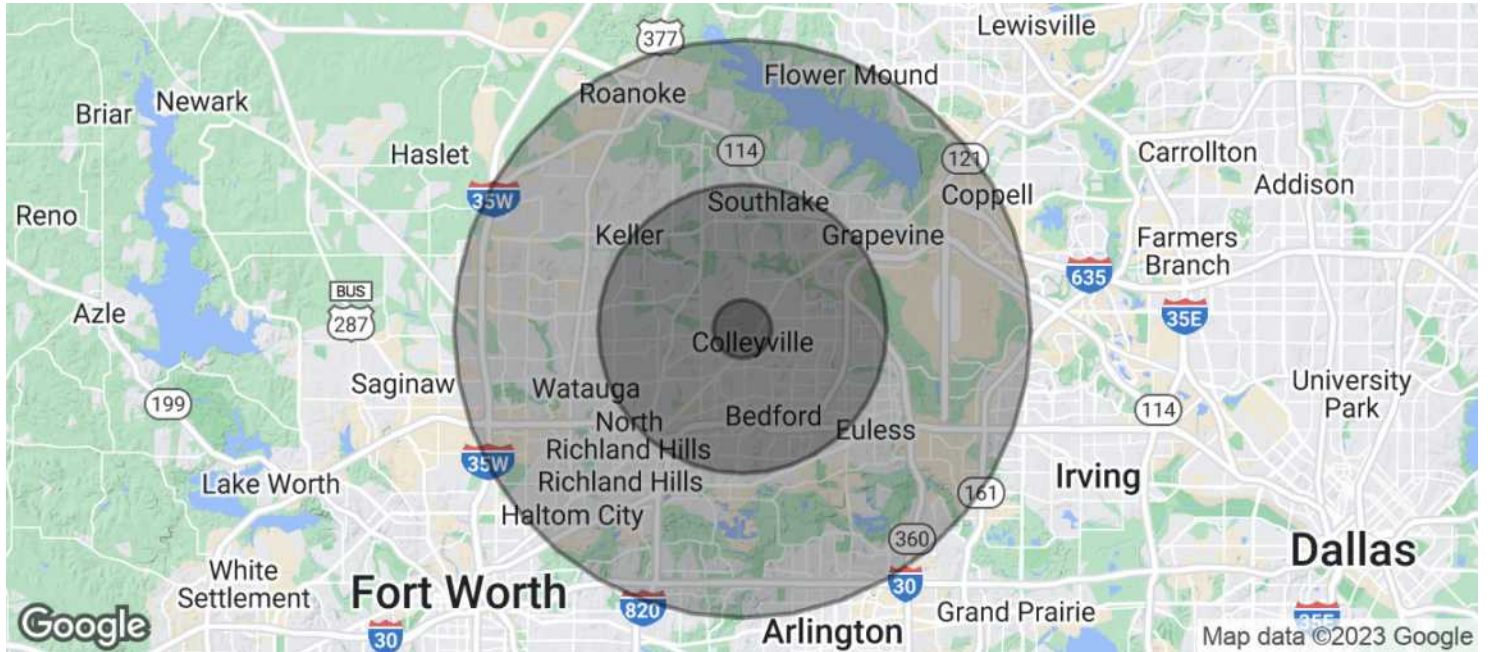 Lewisville
377
Flower Mound
Roanoke
Briar
Newark
114
121
Carrollton
Haslet
Addison
Coppell
35W
Southlake
Reno
Keller
Grapevine
Farmers
Branch
635
BUS
287
Azle
35E
Colleyville
Saginaw
Watauga
University
Park
199
114
North
Richland Hills
Bedford
Euless
35W
Lake Worth
Richland Hills
Irving
161
Haltom City
360
Dallas
White
Settlement
Fort Worth
30
820
Grand Prairie
35E
Google
30
Arlington
Map data ©2023 Google